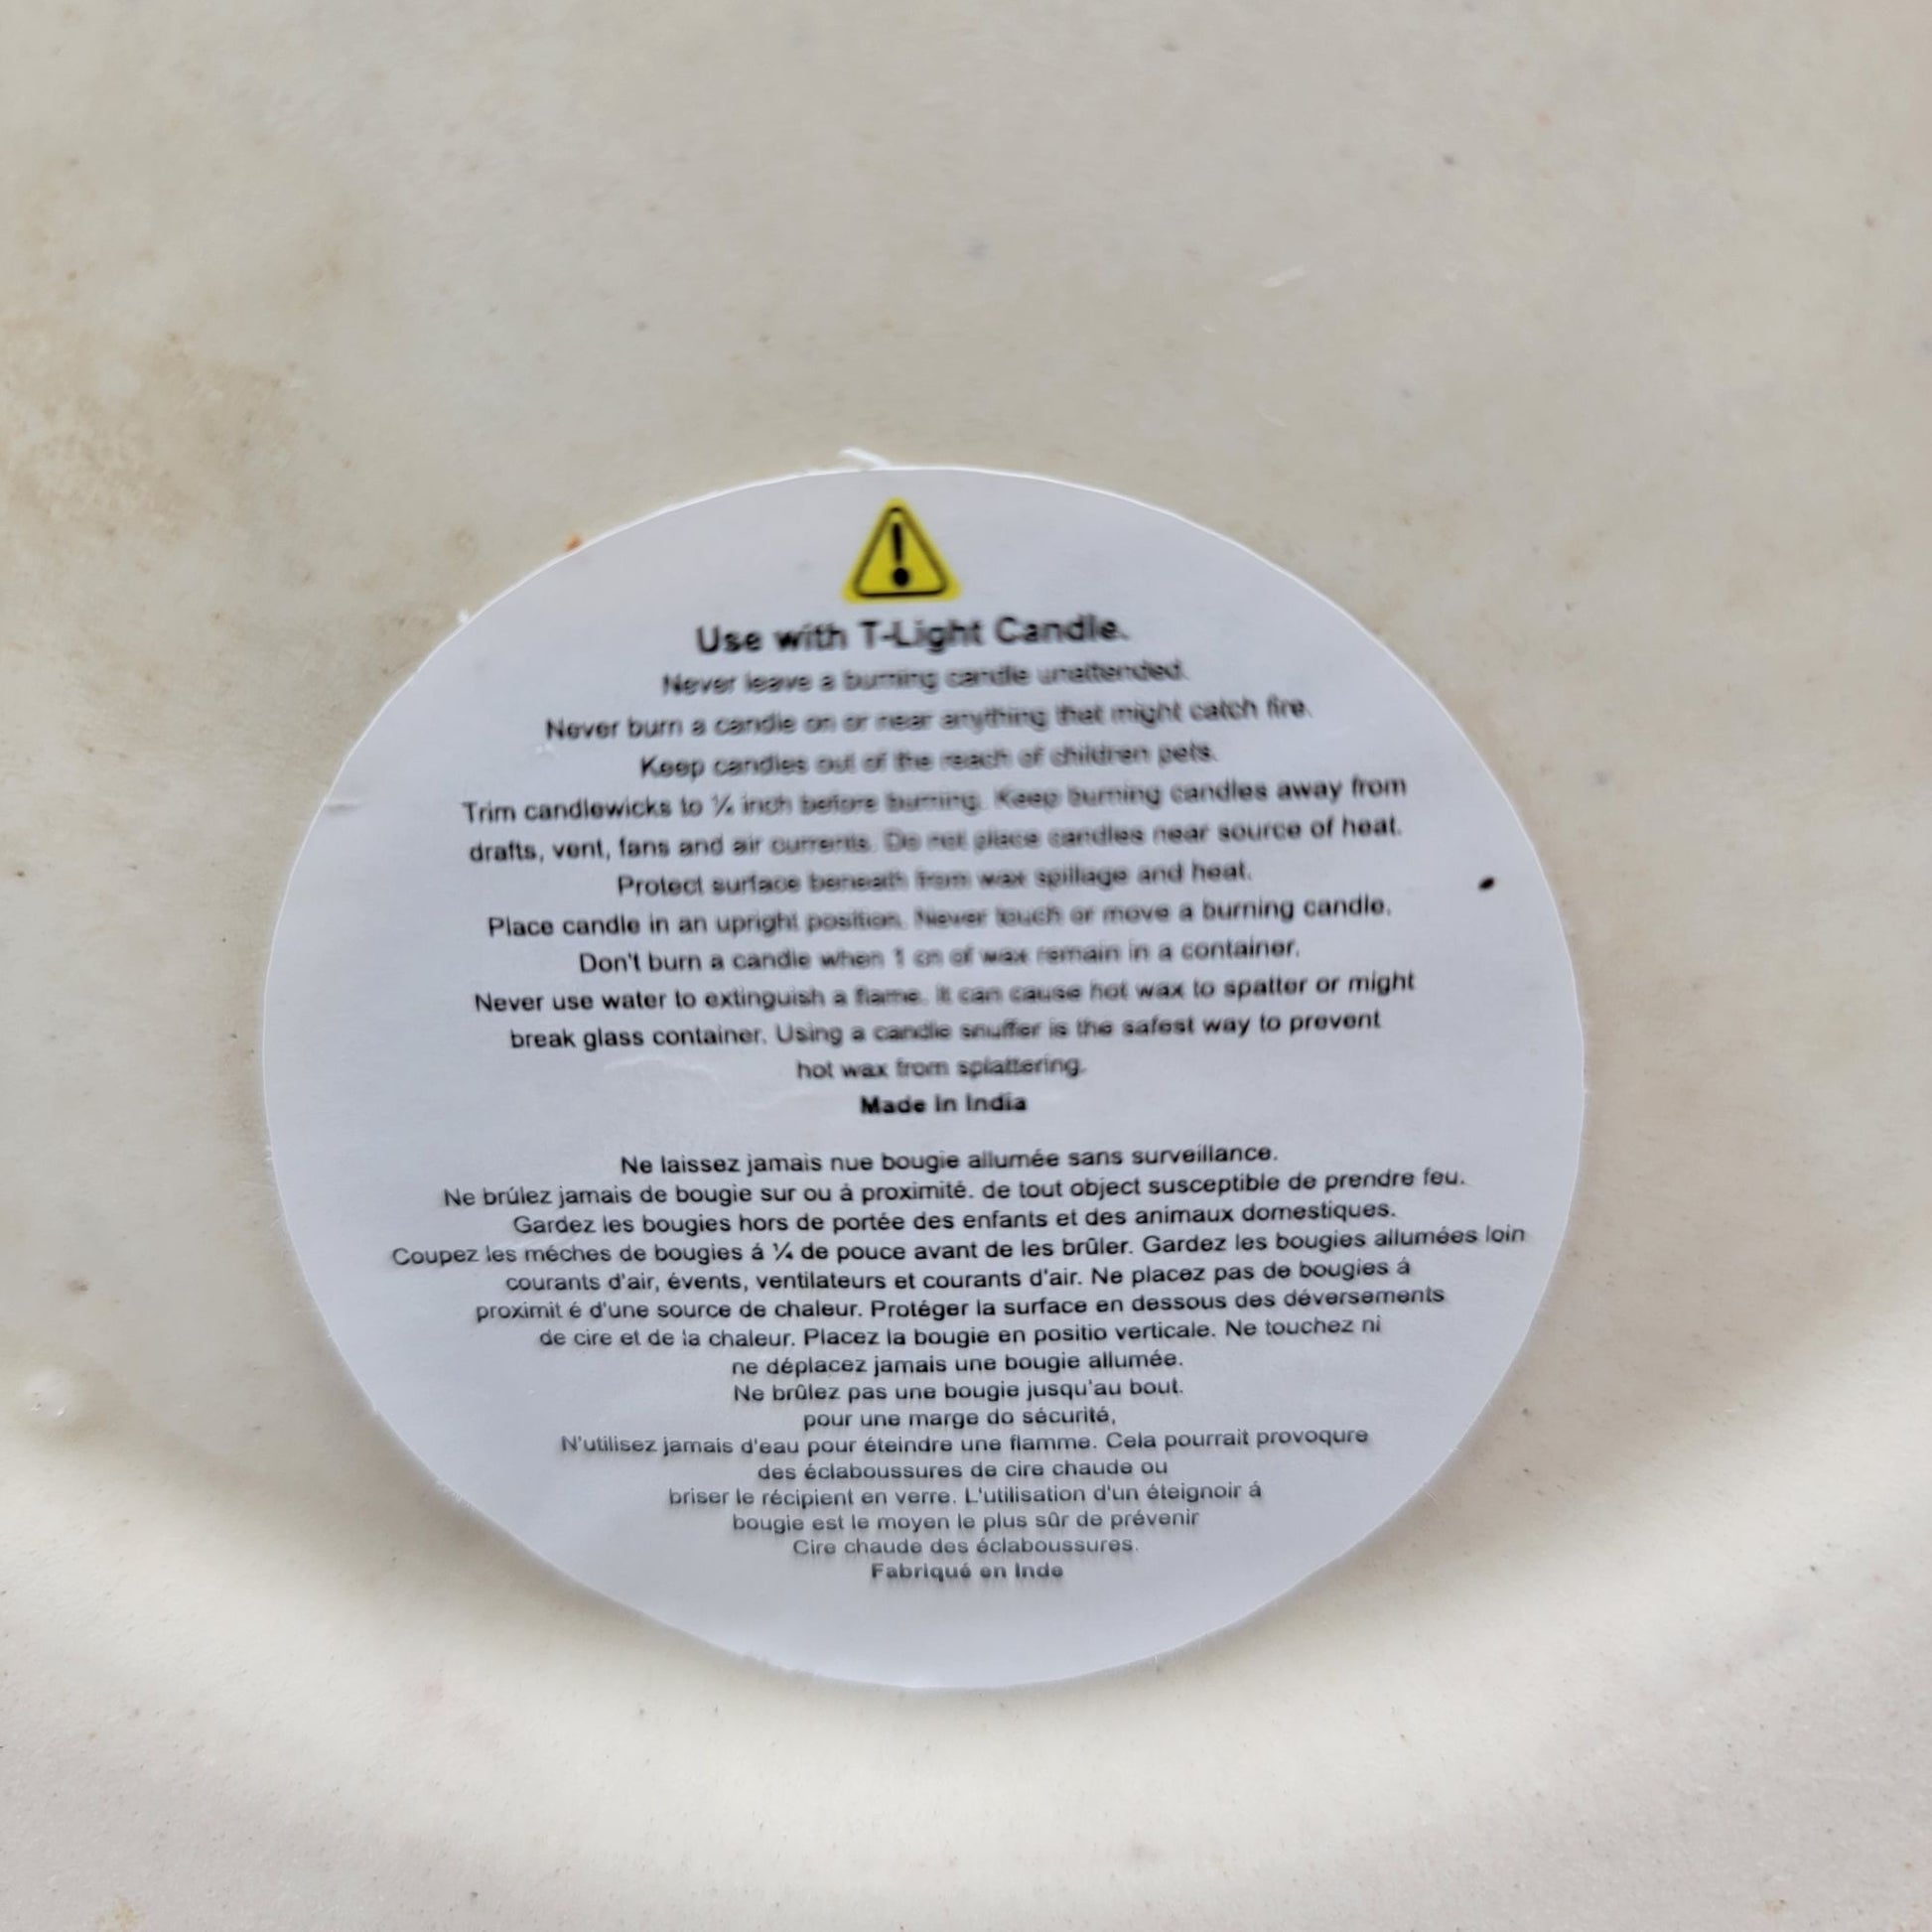 Use with T-Light Candle.
Never leave a burning candle unattended.
Never burn a candle on or near anything that might catch fire.
Keep candles out of the reach of children pets.
Trim candlewicks to ¼ inch before burning. Keep burning candles away from
drafts, vent, fans and air currents. Do not place candles near source of heat.
Protect surface beneath from wax spillage and heat.
Place candle in an upright position. Never touch or move a burning candle.
Don't burn a candle when 1 cm of wax remain in a container.
Never use water to extinguish a flame. It can cause hot wax to spatter or might
break glass container. Using a candle snuffer is the safest way to prevent
hot wax from splattering.
Made In India
Ne laissez jamais nue bougie allumée sans surveillance.
Ne brúlez jamais de bougie sur ou á proximité. de tout object susceptible de prendre feu.
Gardez les bougies hors de portée des enfants et des animaux domestiques.
Coupez les méches de bougies á ¼ de pouce avant de les brûler. Gardez les bougies allumées loin
courants d'air, évents, ventilateurs et courants d'air. Ne placez pas de bougies á
proximit é d'une source de chaleur. Protéger la surface en dessous des déversements
de cire et de la chaleur. Placez la bougie en positio verticale. Ne touchez ni
ne déplacez jamais une bougie allumée.
Ne brûlez pas une bougie jusqu'au bout.
pour une marge do sécurité,
N'utilisez jamais d'eau pour éteindre une flamme. Cela pourrait provoqure
des éclaboussures de cire chaude ou
briser le récipient en verre. L'utilisation d'un éteignoir á
bougie est le moyen le plus sûr de prévenir
Cire chaude des éclaboussures.
Fabriqué en Inde